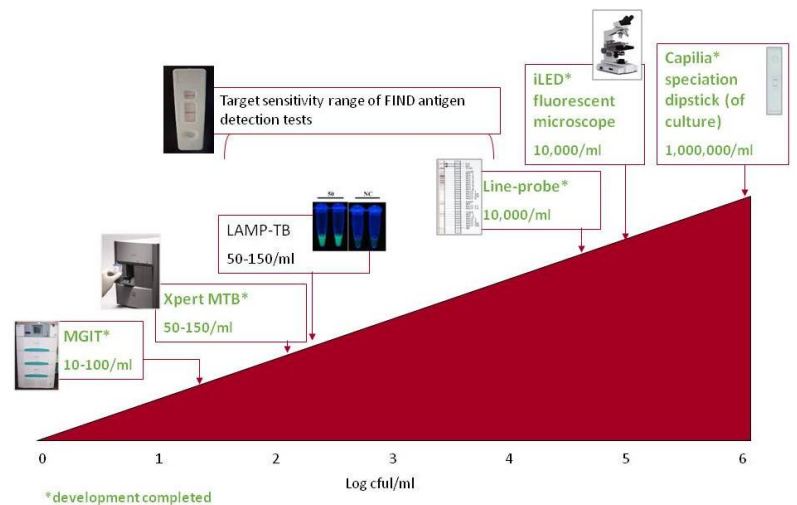 iLED*
fluorescent
microscope
10,000/ml
Capilia*
speciation
dipstick (of
culture)
1,000,000/ml
Target sensitivity range of FIND antigen
detection tests
Line-probe*
10,000/ml
50
NC
LAMP-TB
50-150/ml
Xpert MTB*
50-150/ml
MGIT*
10-100/ml
0 1 2 3 4 5 6
Log cful/ml
*development completed